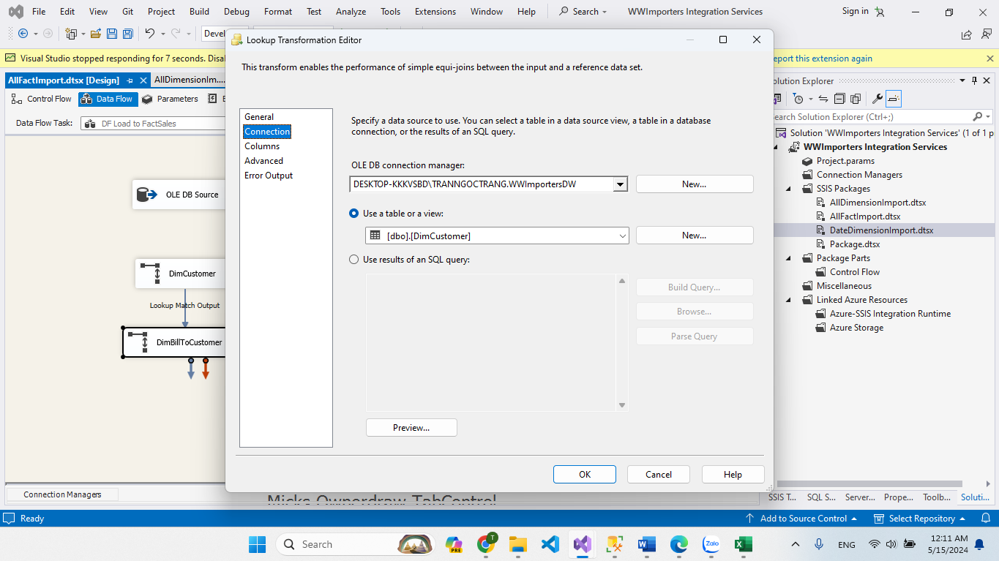 File Edit View Git Project Build Debug Format Test Analyze Tools Extensions Window Help Search WWImporters Integration Services Sign in
Devel
Lookup Transformation Editor
Visual Studio stopped responding for 7 seconds. Disa
eport this extension again
This transform enables the performance of simple equi-joins between the input and a reference data set.
AllFactImport.dtsx [Design] AllDimensionIm....
Control Flow Data Flow Parameters E
Data Flow Task: DF Load to FactSales
OLE DB Source
DimCustomer
Lookup Match Output
DimBillToCustomer
Connection Managers
General
Connection
Columns
Advanced
Error Output
Specify a data source to use. You can select a table in a data source view, a table in a database
connection, or the results of an SQL query.
OLE DB connection manager:
DESKTOP-KKKVSBD\TRANNGOCTRANG.WWImportersDW New...
Use a table or a view:
[dbo].[DimCustomer] New...
Use results of an SQL query:
Build Query...
Browse...
Parse Query
Preview...
OK Cancel Help
Micks Ownerdraw TabControl
olution Explorer
earch Solution Explorer (Ctrl+;)
Solution 'WWImporters Integration Services' (1 of 1 p
WWImporters Integration Services
Project.params
Connection Managers
SSIS Packages
AllDimensionImport.dtsx
AllFactImport.dtsx
DateDimensionImport.dtsx
Package.dtsx
Package Parts
Control Flow
Miscellaneous
Linked Azure Resources
Azure-SSIS Integration Runtime
Azure Storage
SSIS T... SQL S... Server... Prope... Toolb... Soluti...
Ready Add to Source Control Select Repository
Search PRE T Zalo ENG 12:11 AM
5/15/2024